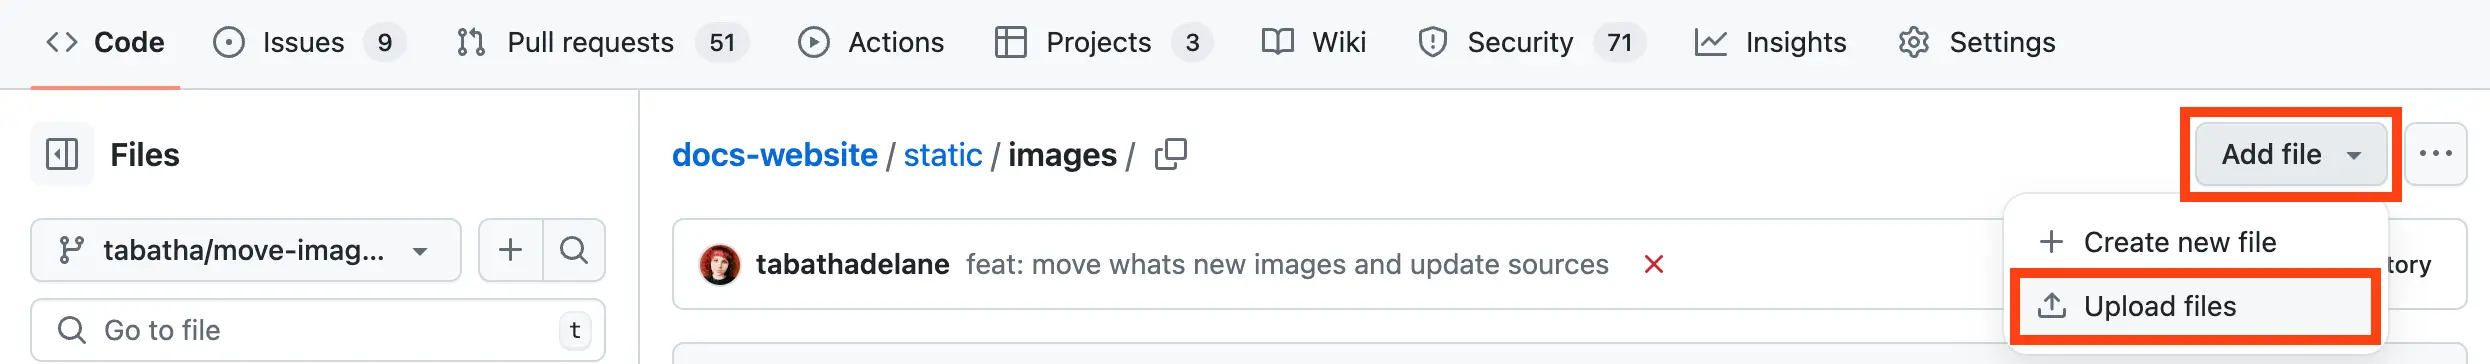 Code Issues 9 Pull requests 51 Actions Projects 3 Wiki Security 71 Insights Settings
Files
docs-website / static / images /
Add file
tabatha/move-imag...
tabathadelane feat: move whats new images and update sources
Create new file
tory
Upload files
Go to file t